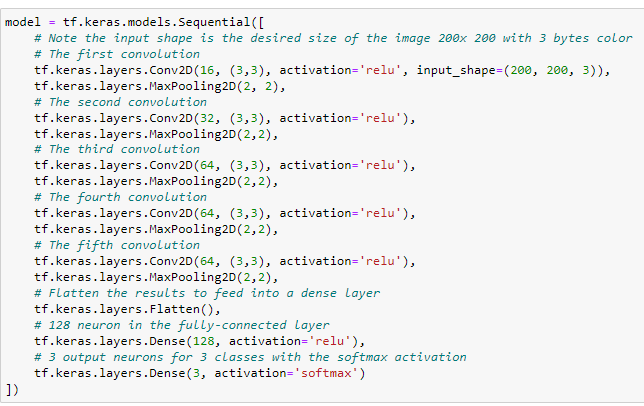 model = tf.keras.models.Sequential([
    # Note the input shape is the desired size of the image 200x 200 with 3 bytes color
    # The first convolution
    tf.keras.layers.Conv2D(16, (3,3), activation='relu', input_shape=(200, 200, 3)),
    tf.keras.layers.MaxPooling2D(2, 2),
    # The second convolution
    tf.keras.layers.Conv2D(32, (3,3), activation='relu'),
    tf.keras.layers.MaxPooling2D(2,2),
    # The third convolution
    tf.keras.layers.Conv2D(64, (3,3), activation='relu'),
    tf.keras.layers.MaxPooling2D(2,2),
    # The fourth convolution
    tf.keras.layers.Conv2D(64, (3,3), activation='relu'),
    tf.keras.layers.MaxPooling2D(2,2),
    # The fifth convolution
    tf.keras.layers.Conv2D(64, (3,3), activation='relu'),
    tf.keras.layers.MaxPooling2D(2,2),
    # Flatten the results to feed into a dense layer
    tf.keras.layers.Flatten(),
    # 128 neuron in the fully-connected layer
    tf.keras.layers.Dense(128, activation='relu'),
    # 3 output neurons for 3 classes with the softmax activation
    tf.keras.layers.Dense(3, activation='softmax')
])